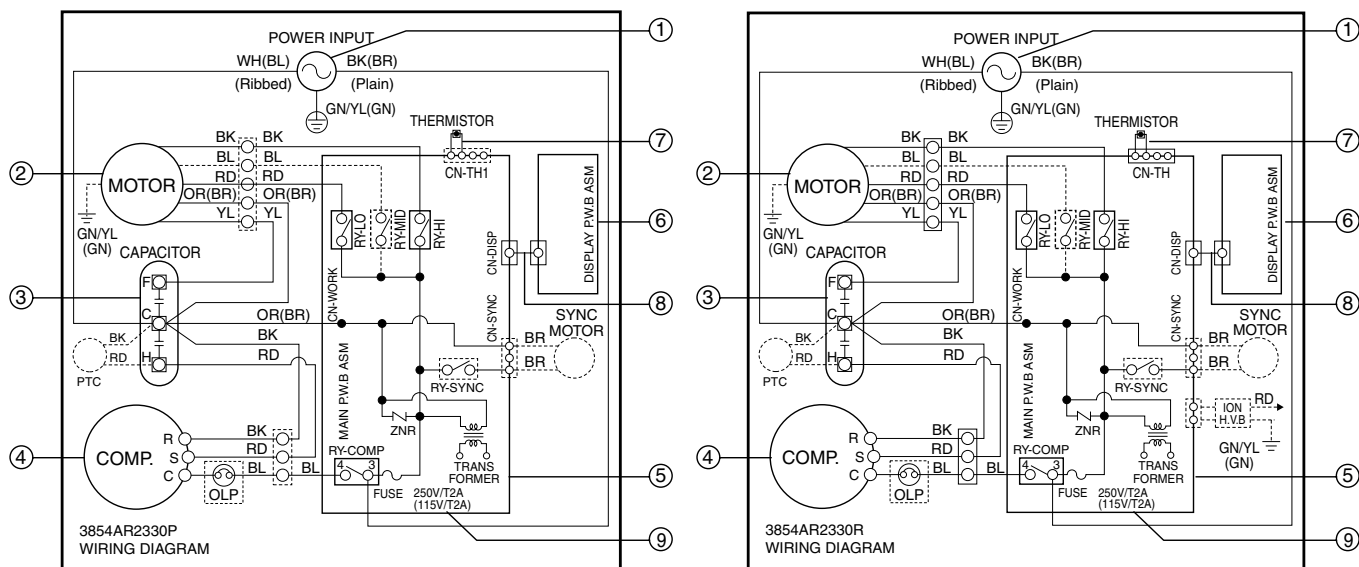 POWER INPUT
WH(BL)
BK(BR)
(Ribbed)
(Plain)
GN/YL(GN)
THERMISTOR
CN-TH1
BK
BK
BL
BL
RD
RD
OR(BR)
OR(BR)
YL
YL
MOTOR
GN/YL
(GN)
RY-LO
RY-MID
RY-HI
CN-DISP
DISPLAY P.W.B ASM
CAPACITOR
F
C
H
BK
RD
PTC
CN-WORK
OR(BR)
BK
RD
CN-SYNC
SYNC
MOTOR
BR
BR
RY-SYNC
MAIN P.W.B ASM
ZNR
COMP.
R
S
C
BK
RD
BL
BL
OLP
RY-COMP
4 3
FUSE
TRANS
FORMER
250V/T2A
(115V/T2A)
3854AR2330P
WIRING DIAGRAM
1
2
3
4
5
6
7
8
9
POWER INPUT
WH(BL)
BK(BR)
(Ribbed)
(Plain)
GN/YL(GN)
THERMISTOR
CN-TH
BK
BK
BL
BL
RD
RD
OR(BR)
OR(BR)
YL
YL
MOTOR
GN/YL
(GN)
RY-LO
RY-MID
RY-HI
CN-DISP
DISPLAY P.W.B ASM
CAPACITOR
F
C
H
BK
RD
PTC
CN-WORK
OR(BR)
BK
RD
CN-SYNC
SYNC
MOTOR
BR
BR
RY-SYNC
MAIN P.W.B ASM
ZNR
ION
H.V.B
RD
GN/YL
(GN)
COMP.
R
S
C
BK
RD
BL
BL
OLP
RY-COMP
4 3
FUSE
TRANS
FORMER
250V/T2A
(115V/T2A)
3854AR2330R
WIRING DIAGRAM
1
2
3
4
5
6
7
8
9